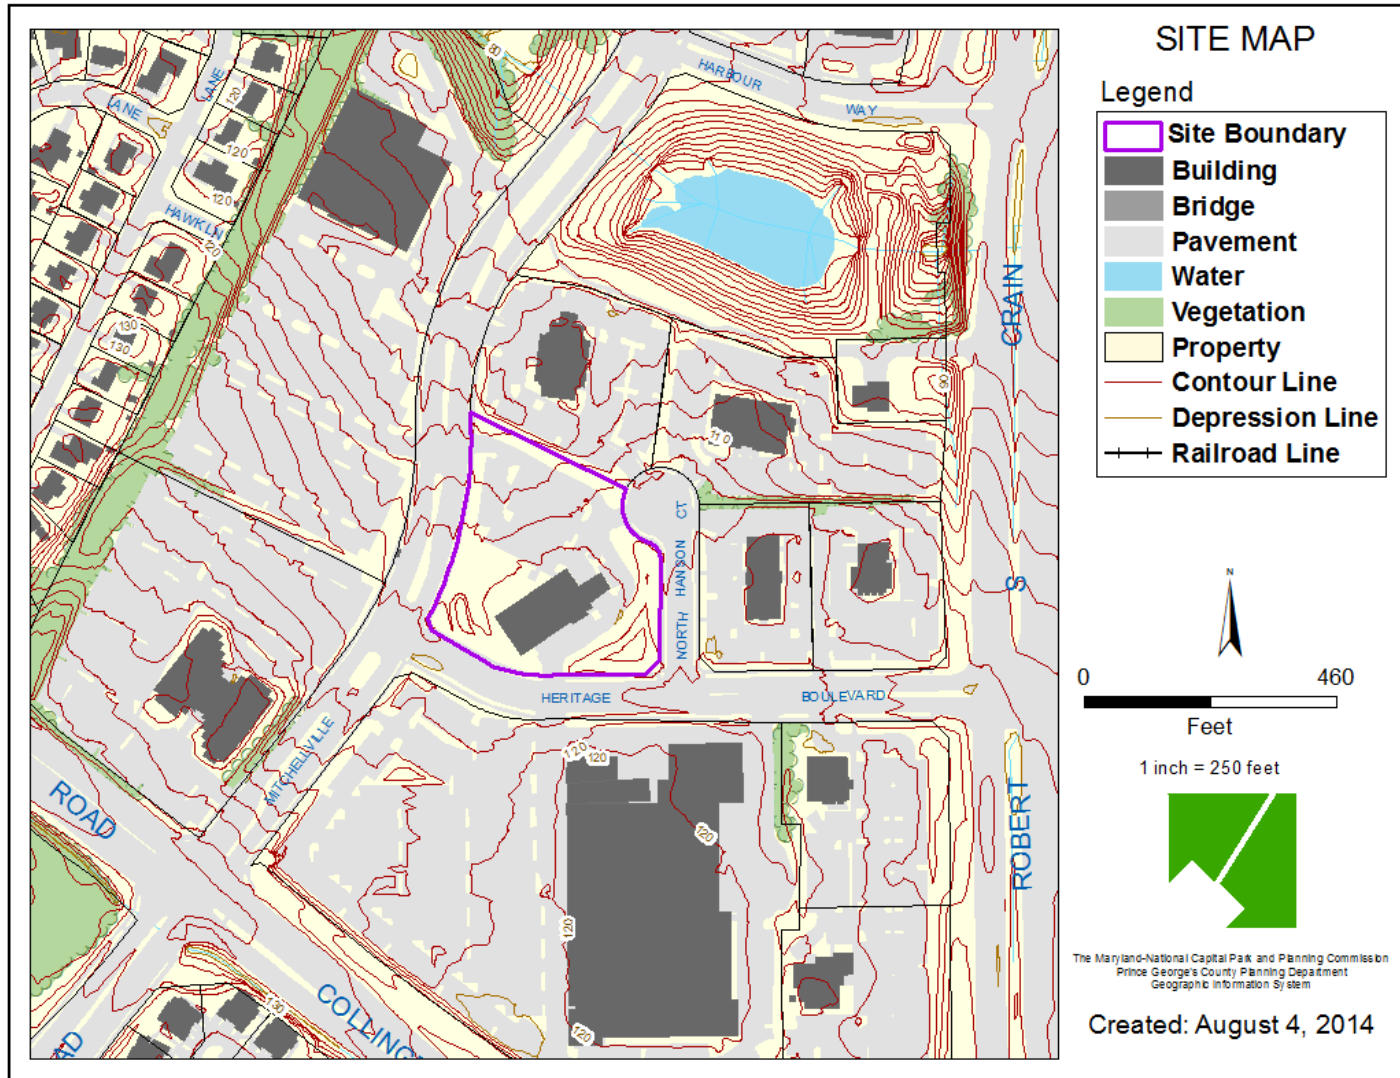 SITE MAP
Legend
Site Boundary
Building
Bridge
Pavement
Water
Vegetation
Property
Contour Line
Depression Line
Railroad Line
N
0 460
Feet
1 inch = 250 feet
The Maryland-National Capital Park and Planning Commission
Prince George's County Planning Department
Geographic Information System
Created: August 4, 2014
80
HARBOUR
WAY
LANE
LANE
120
120
120
HAWKLN
120
130
130
CRAIN
90
110
S
NORTH HANSON CT
HERITAGE
BOULEVARD
MITCHELLVILLE
ROAD
120
120
120
120
120
ROBERT
130
COLLING
AD